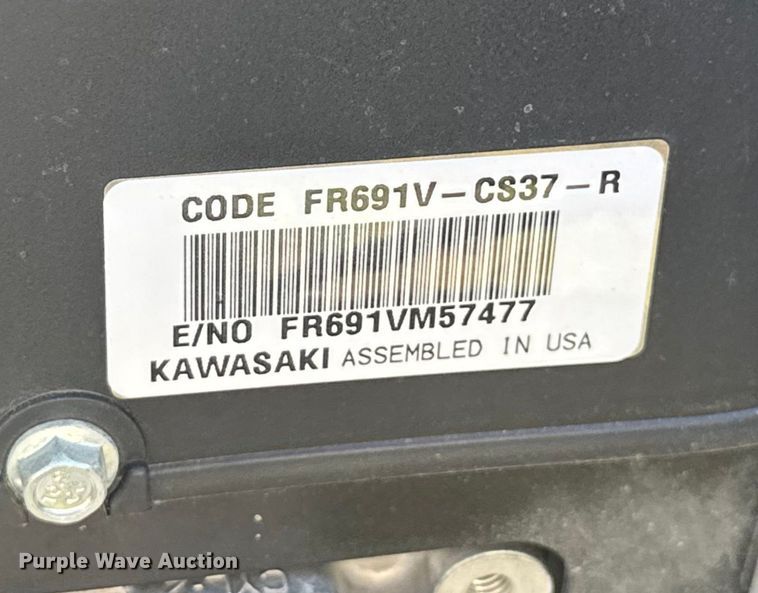 CODE FR691V-CS37-R
E/NO FR691VM57477
KAWASAKI ASSEMBLED IN USA
Purple Wave Auction